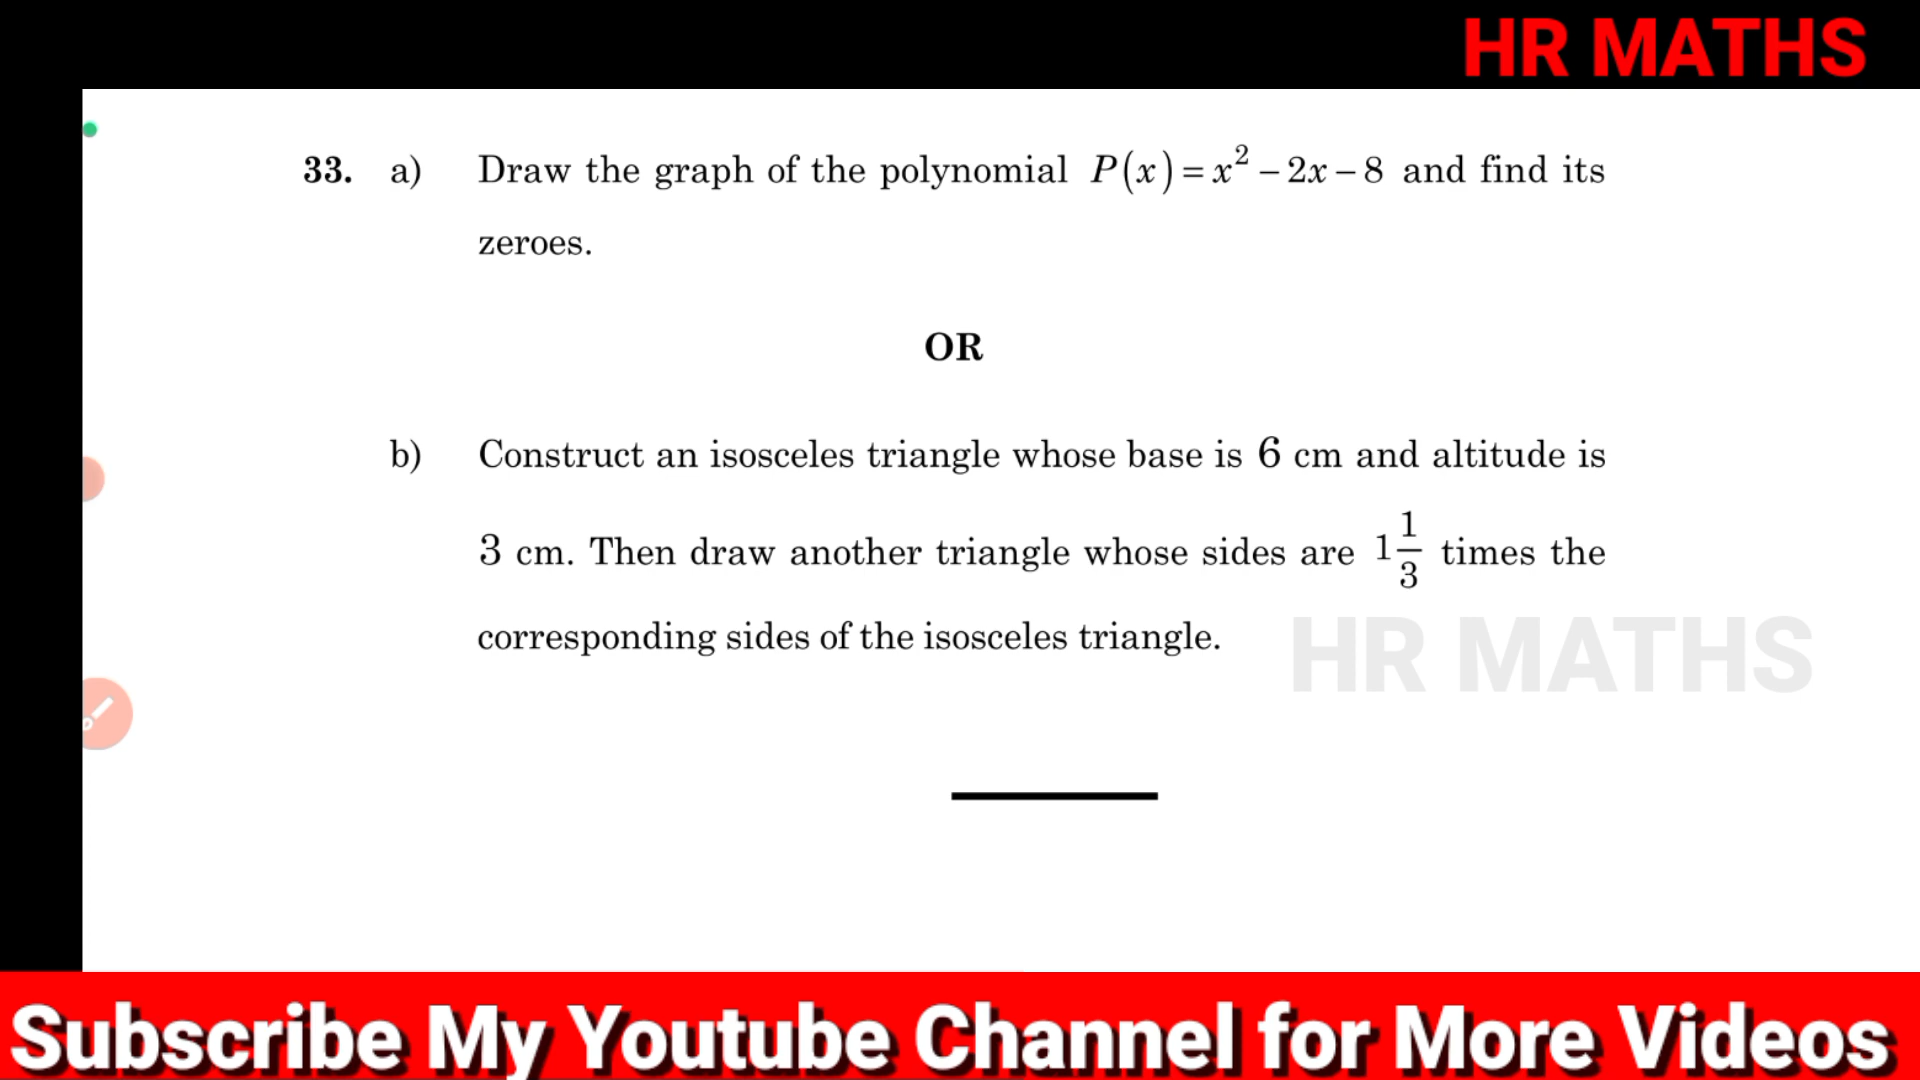 HR MATHS
33. a) Draw the graph of the polynomial P(x) = x² – 2x – 8 and find its
zeroes.
OR
b) Construct an isosceles triangle whose base is 6 cm and altitude is
3 cm. Then draw another triangle whose sides are 1 1/3 times the
corresponding sides of the isosceles triangle.
HR MATHS
Subscribe My Youtube Channel for More Videos